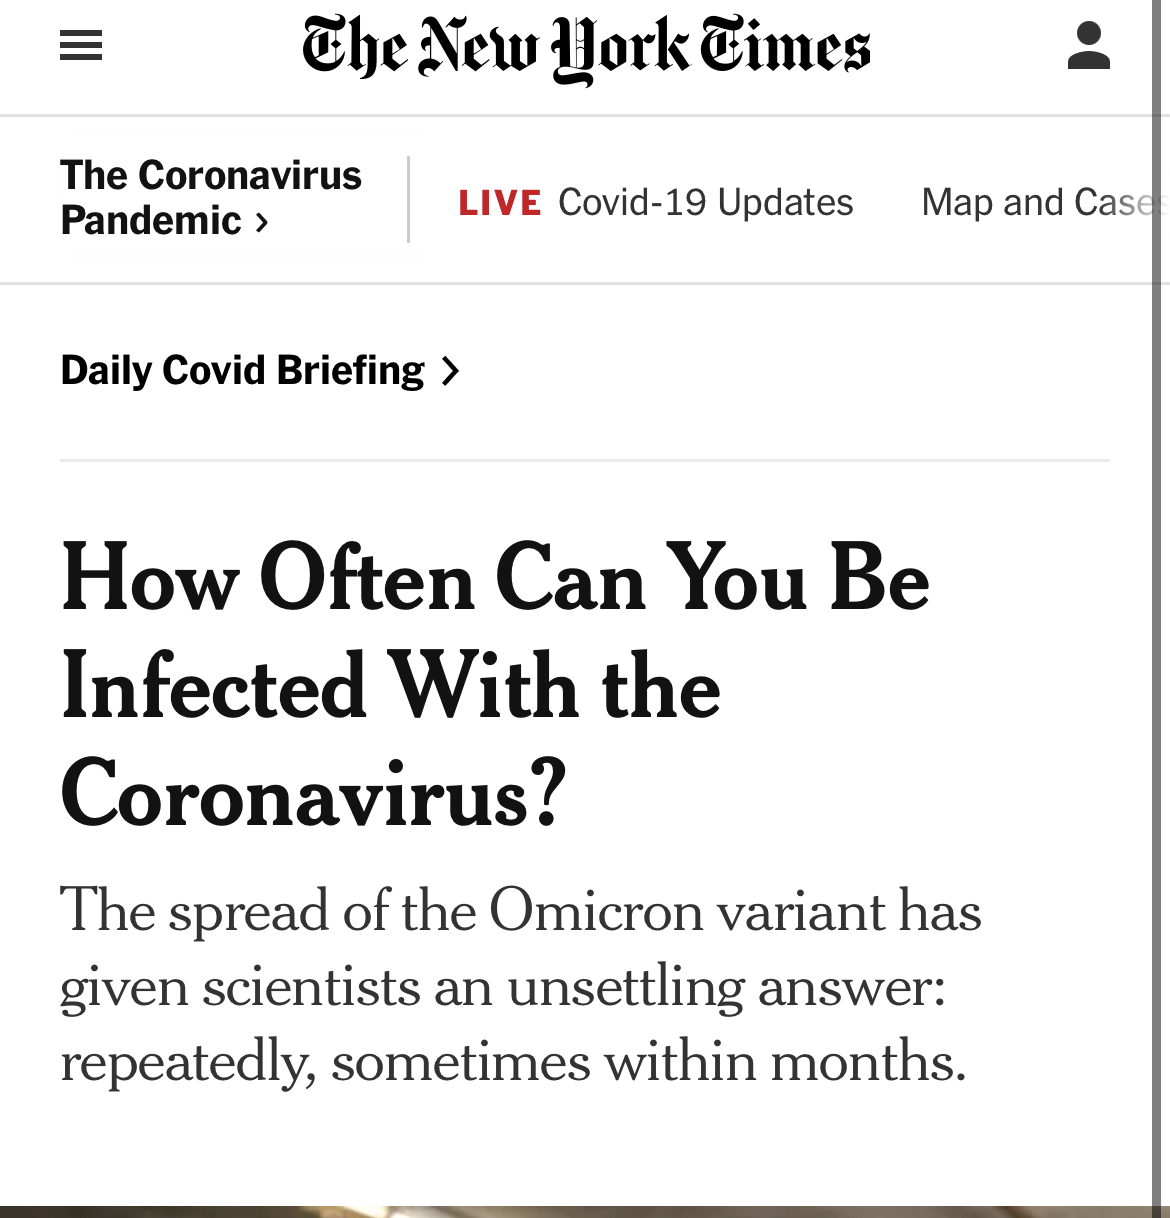 The New York Times
The Coronavirus
Pandemic ›
LIVE Covid-19 Updates
Map and Cases
Daily Covid Briefing >
How Often Can You Be
Infected With the
Coronavirus?
The spread of the Omicron variant has
given scientists an unsettling answer:
repeatedly, sometimes within months.